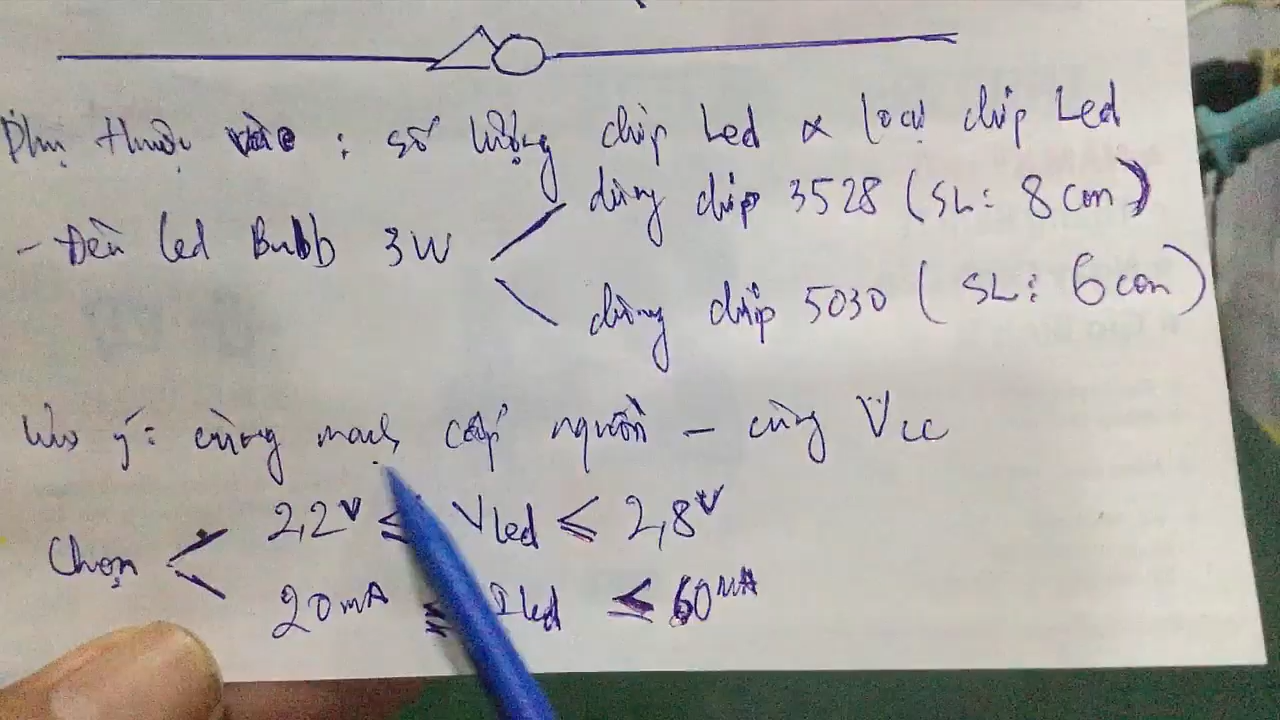 Phụ thuộc vào : số lượng chip Led & loại chip Led
- Đèn led Bulb 3W < dùng chip 3528 (SL: 8 con)
dùng chip 5030 ( SL: 6 con)
Lưu ý: cùng mạch cấp nguồn - cùng Vcc
Chọn < 2,2V ≤ VLed ≤ 2,8V
20mA ≤ Iled ≤ 60mA